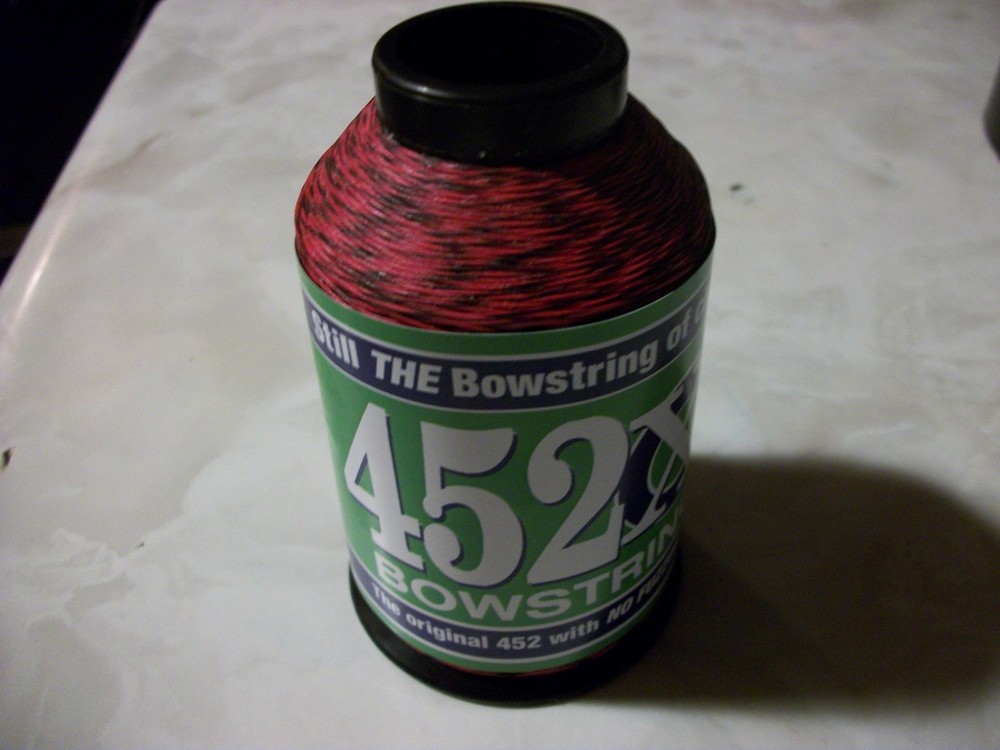 Still THE Bowstring of
452X
BOWSTRIN
The original 452 with NO